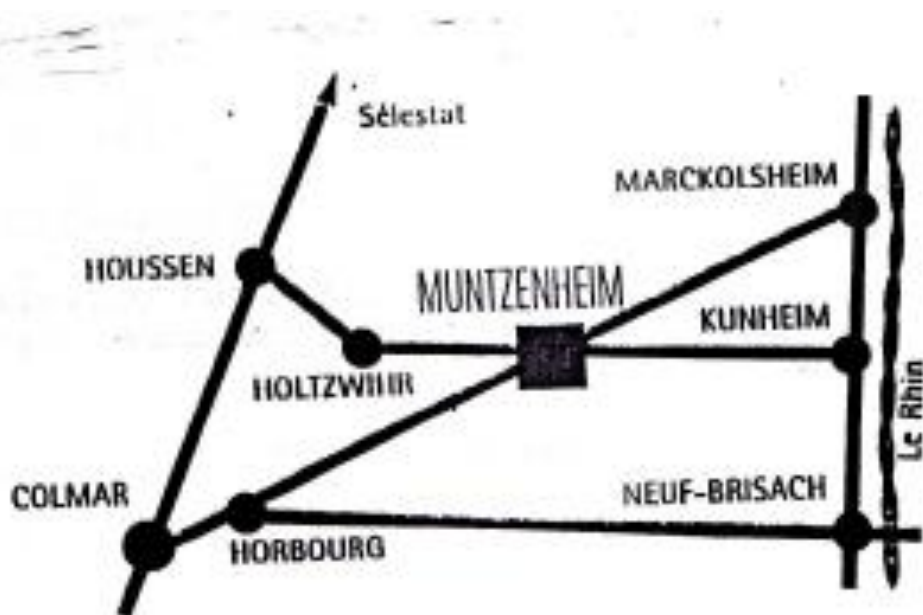 Sélestat
MARCKOLSHEIM
HOUSSEN
MUNTZENHEIM
KUNHEIM
HOLTZWIHR
Le Rhin
COLMAR
NEUF-BRISACH
HORBOURG